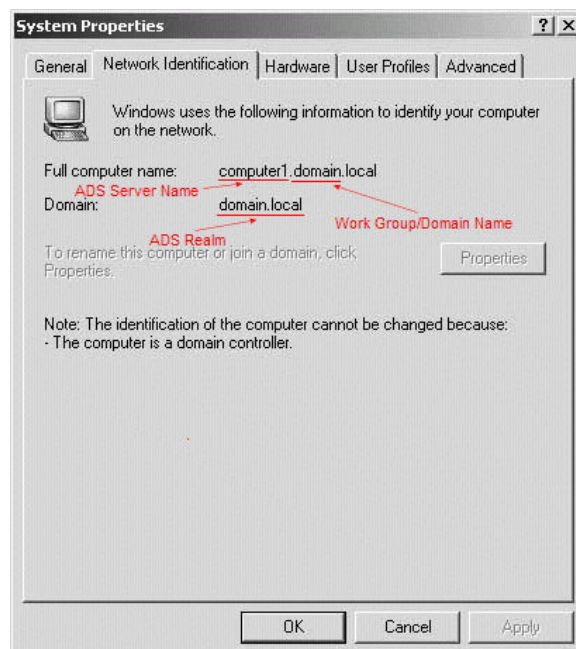 System Properties
? X
General Network Identification Hardware User Profiles Advanced
Windows uses the following information to identify your computer
on the network.
Full computer name: computer1.domain.local
ADS Server Name
Domain: domain.local
Work Group/Domain Name
ADS Realm
To rename this computer or join a domain, click
Properties.
Properties
Note: The identification of the computer cannot be changed because:
- The computer is a domain controller.
OK Cancel Apply